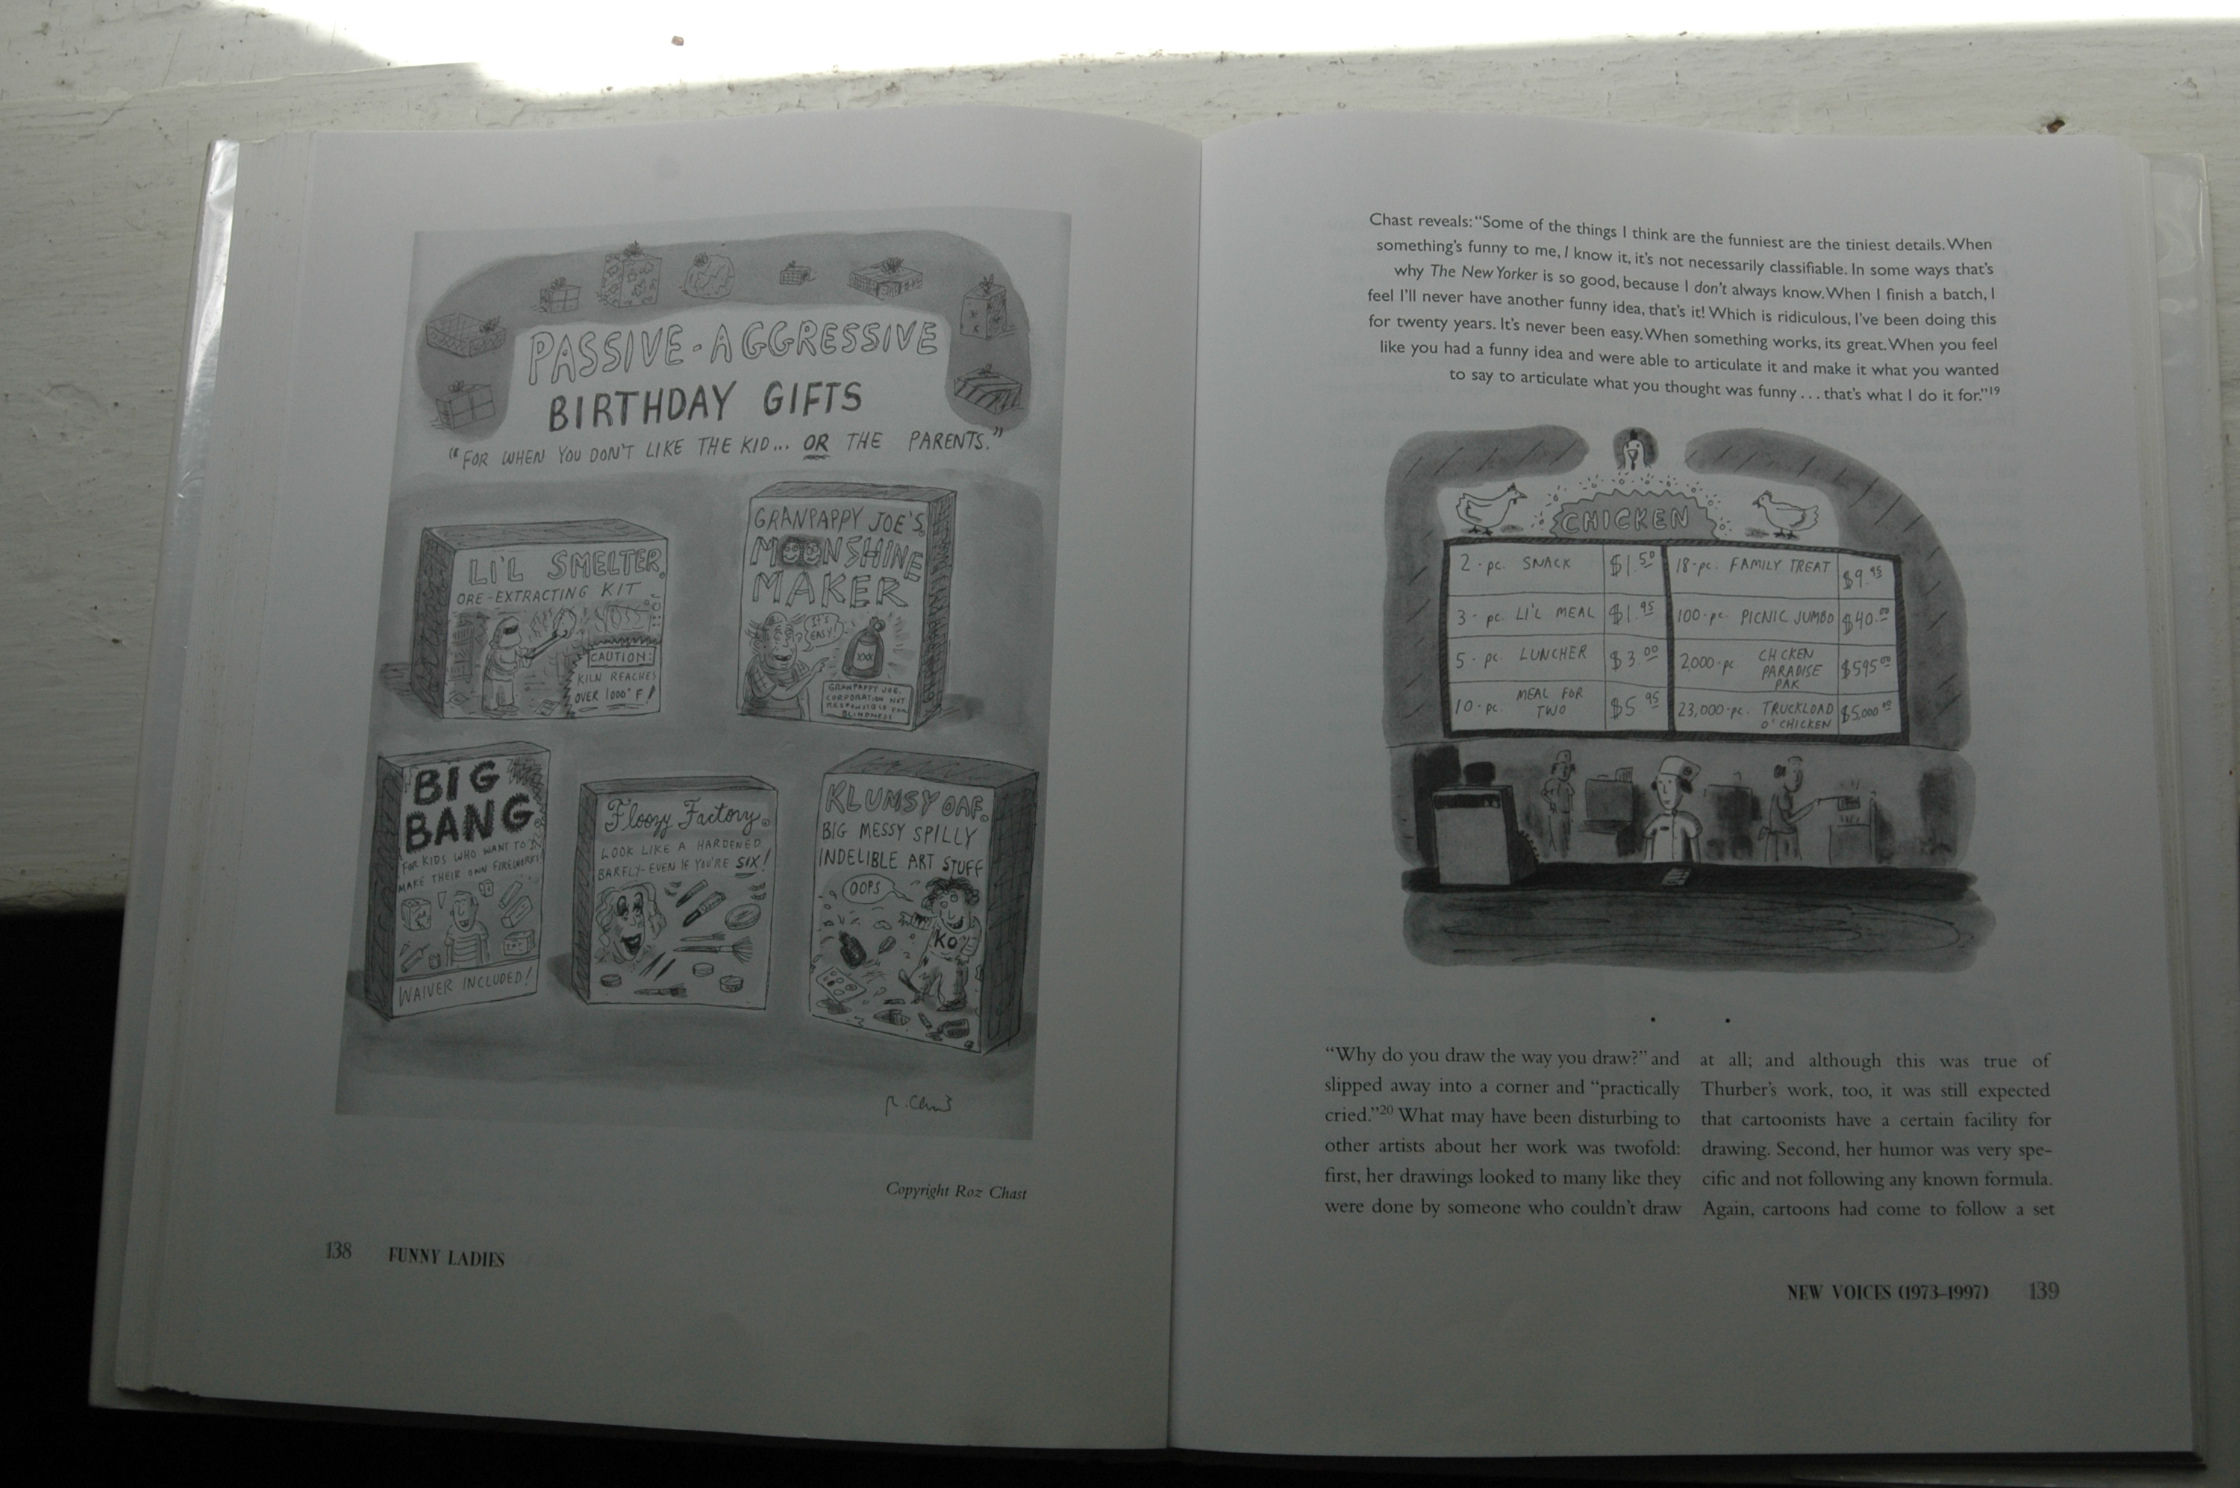 PASSIVE-AGGRESSIVE
BIRTHDAY GIFTS
"FOR WHEN YOU DON'T LIKE THE KID... OR THE PARENTS."
LI'L SMELTER
ORE-EXTRACTING KIT
CAUTION:
KILN REACHES
OVER 1000° F!
GRANPAPPY JOE'S
MOONSHINE
MAKER
IT'S
EASY!
XXX
GRANPAPPY JOE
CORPORATION NOT
RESPONSIBLE FOR
BLINDNESS
BIG
BANG
FOR KIDS WHO WANT TO
MAKE THEIR OWN FIREWORKS!
WAIVER INCLUDED!
Floozy Factory
LOOK LIKE A HARDENED
BARFLY-EVEN IF YOU'RE SIX!
KLUMSY OAF
BIG MESSY SPILLY
INDELIBLE ART STUFF
OOPS
KO
R. Chast
Copyright Roz Chast
138 FUNNY LADIES
Chast reveals: "Some of the things I think are the funniest are the tiniest details. When
something's funny to me, I know it, it's not necessarily classifiable. In some ways that's
why The New Yorker is so good, because I don't always know. When I finish a batch, I
feel I'll never have another funny idea, that's it! Which is ridiculous, I've been doing this
for twenty years. It's never been easy. When something works, its great. When you feel
like you had a funny idea and were able to articulate it and make it what you wanted
to say to articulate what you thought was funny . . . that's what I do it for."19
CHICKEN
2-pc. SNACK $1.50 18-pc. FAMILY TREAT $9.95
3-pc. LI'L MEAL $1.95 100-pc. PICNIC JUMBO $40.00
5-pc. LUNCHER $3.00 2,000-pc CHICKEN PARADISE PAK $595.00
10-pc. MEAL FOR TWO $5.95 23,000-pc. TRUCKLOAD O' CHICKEN $5,000.00
"Why do you draw the way you draw?" and
slipped away into a corner and "practically
cried."20 What may have been disturbing to
other artists about her work was twofold:
first, her drawings looked to many like they
were done by someone who couldn't draw
at all; and although this was true of
Thurber's work, too, it was still expected
that cartoonists have a certain facility for
drawing. Second, her humor was very spe-
cific and not following any known formula.
Again, cartoons had come to follow a set
NEW VOICES (1973–1997) 139